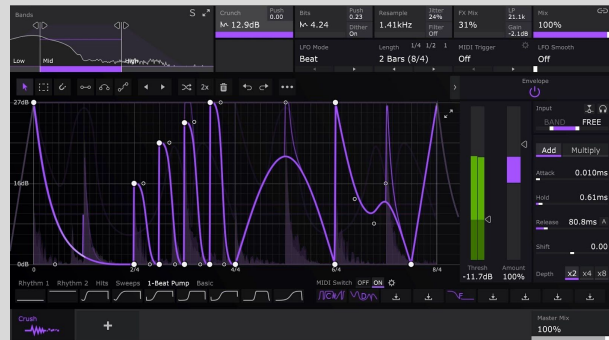 Bands S
Low Mid High
Crunch Push 0.00
12.9dB
Bits Push 0.23
4.24 Dither On
Resample Jitter 24%
1.41kHz Filter Off
FX Mix LP 21.1k
31% Gain -2.1dB
Mix
100%
LFO Mode Length 1/4 1/2 1 MIDI Trigger LFO Smooth
Beat 2 Bars (8/4) Off Off
2x
Envelope
27dB
Input
BAND FREE
Add Multiply
Attack 0.010ms
16dB
Hold 0.61ms
Release 80.8ms A
Shift 0.00
0dB
0 2/4 4/4 6/4 8/4
Thresh Amount
-11.7dB 100%
Depth x2 x4 x8
Rhythm 1 Rhythm 2 Hits Sweeps 1-Beat Pump Basic MIDI Switch OFF ON
Crush
+
Master Mix
100%